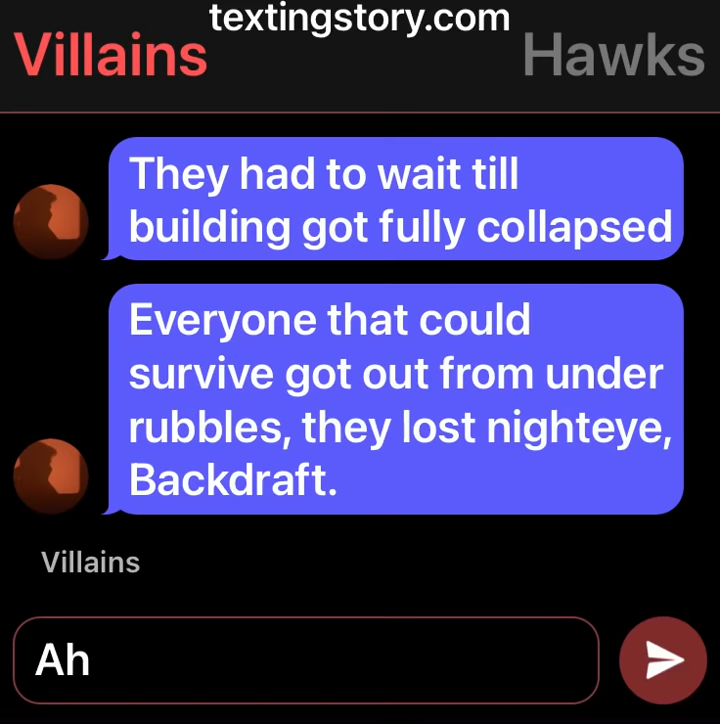 textingstory.com
Villains
Hawks
They had to wait till
building got fully collapsed
Everyone that could
survive got out from under
rubbles, they lost nighteye,
Backdraft.
Villains
Ah